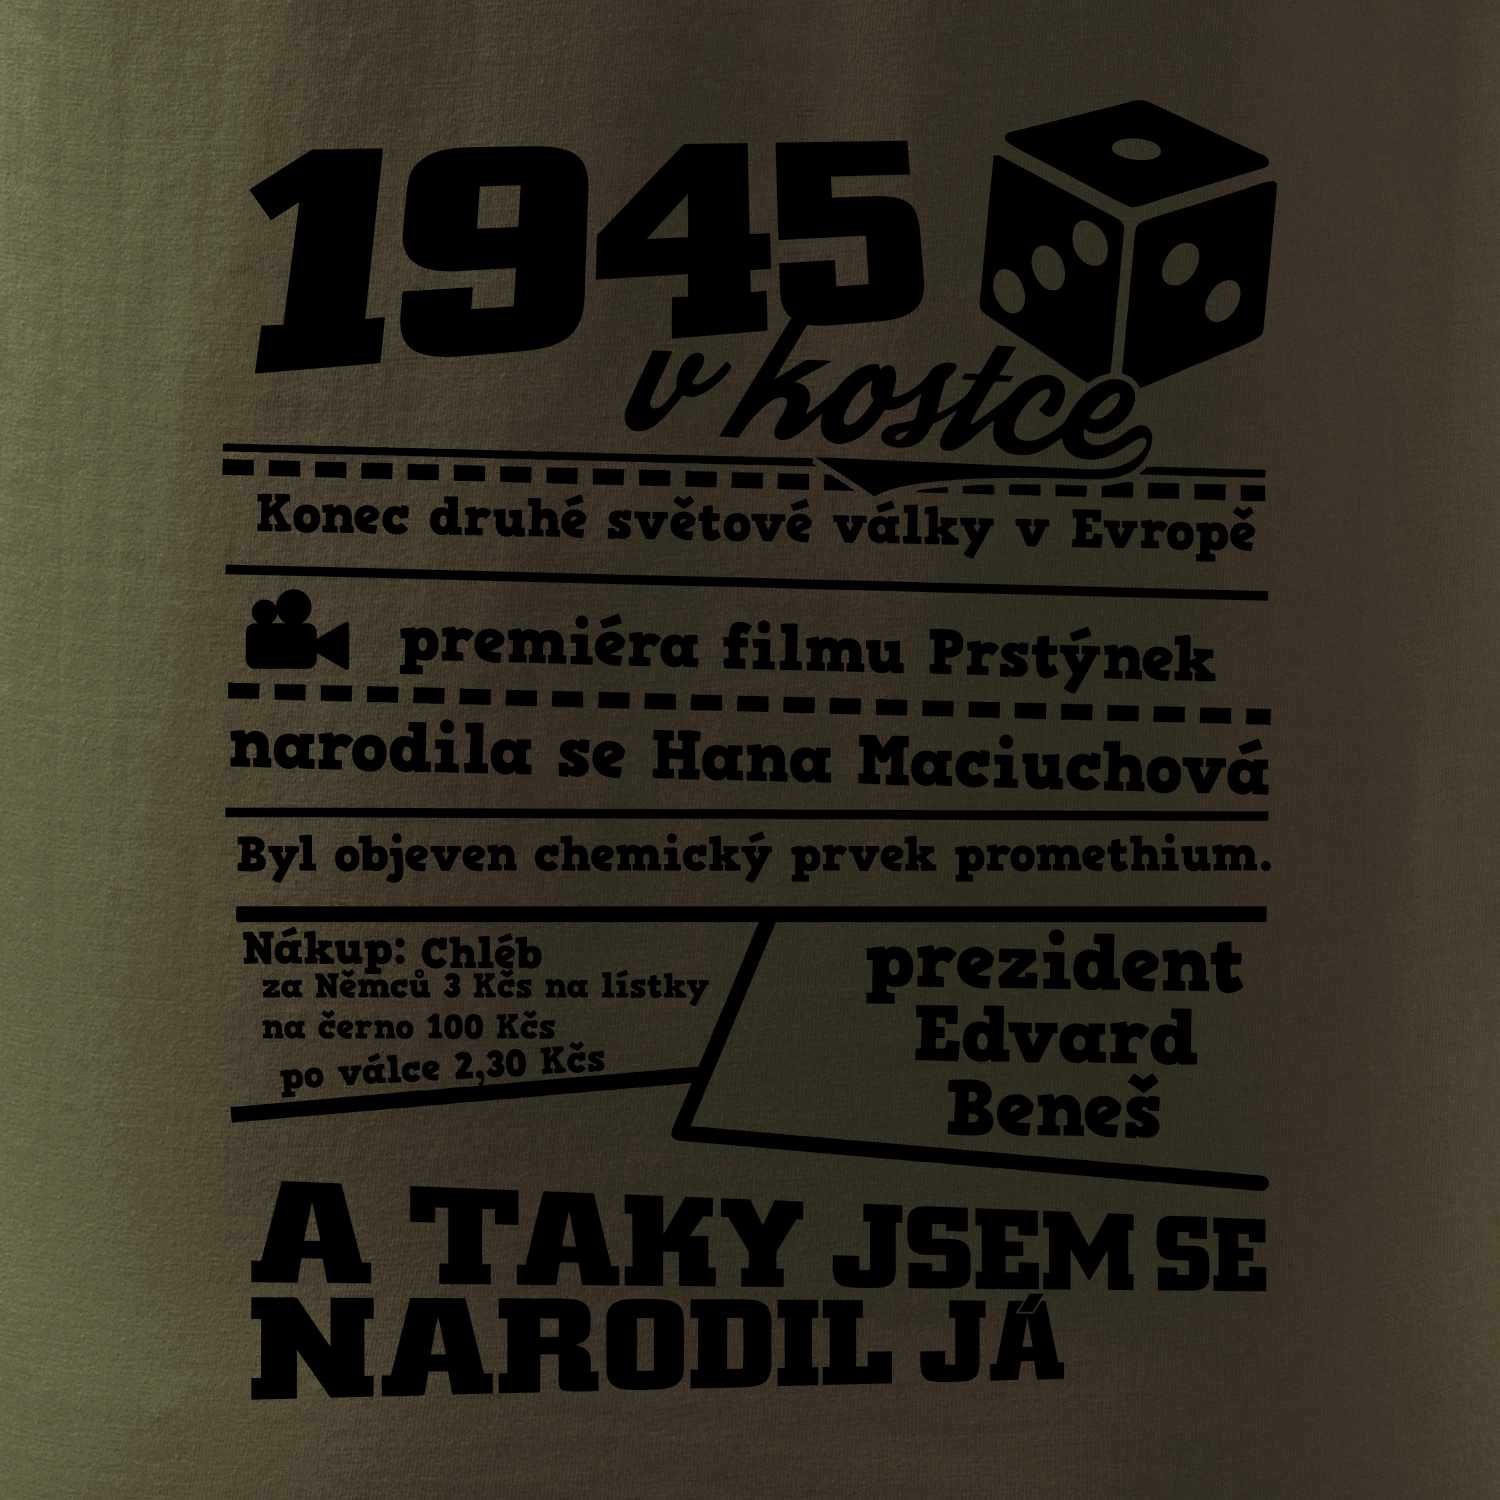 1945
v kostce
Konec druhé světové války v Evropě
premiéra filmu Prstýnek
narodila se Hana Maciuchová
Byl objeven chemický prvek promethium.
Nákup: Chléb
za Němců 3 Kčs na lístky
na černo 100 Kčs
po válce 2,30 Kčs
prezident
Edvard
Beneš
A TAKY JSEM SE
NARODIL JÁ